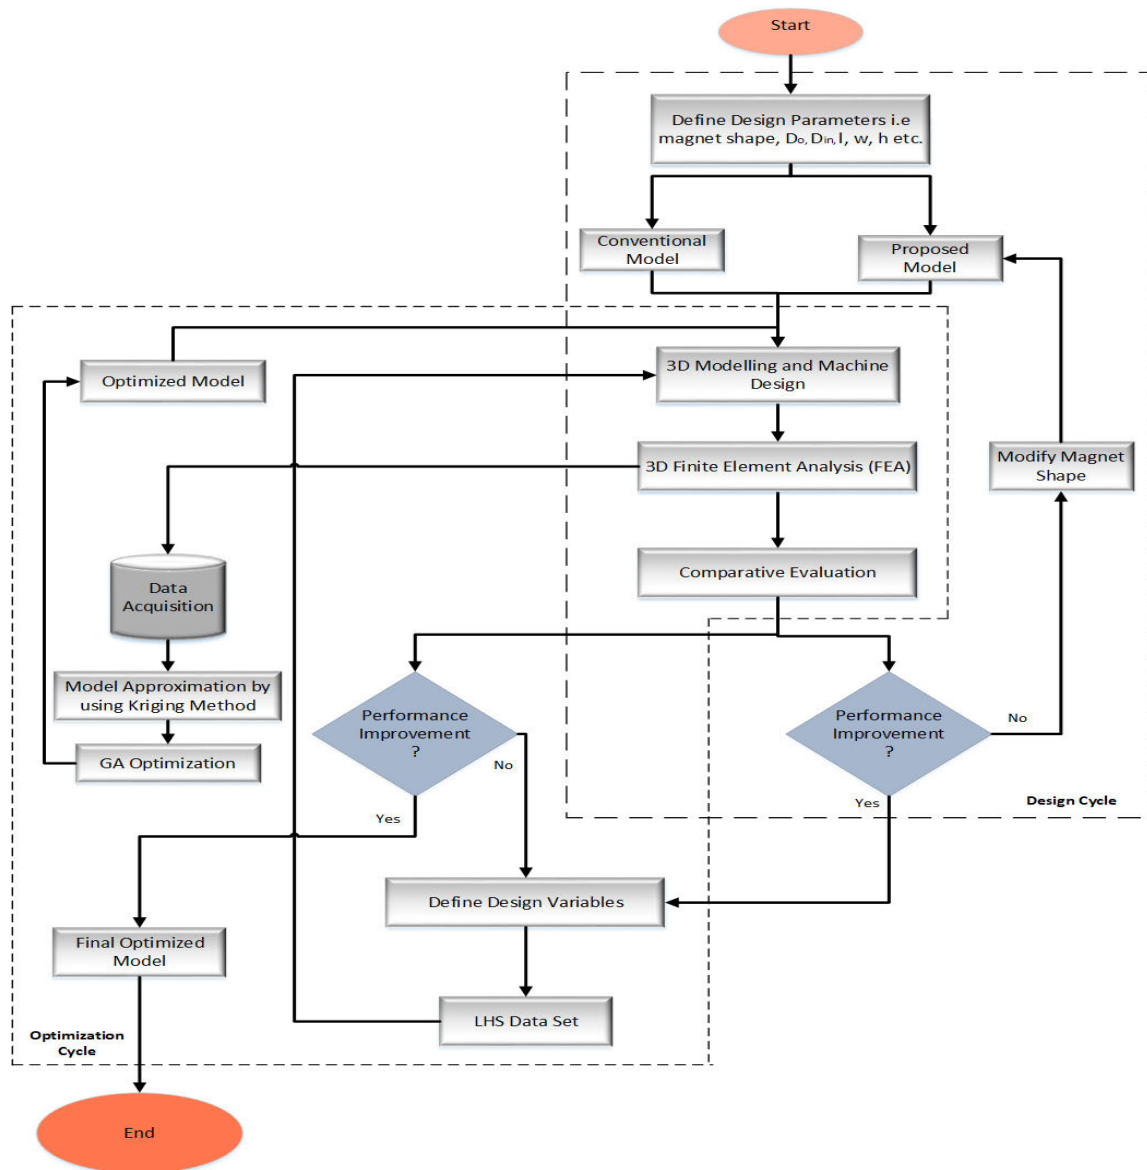 Start
Define Design Parameters i.e
magnet shape, Do, Din, l, w, h etc.
Conventional
Model
Proposed
Model
Optimized Model
3D Modelling and Machine
Design
3D Finite Element Analysis (FEA)
Modify Magnet
Shape
Data
Acquisition
Comparative Evaluation
Model Approximation by
using Kriging Method
GA Optimization
Performance
Improvement
?
No
Yes
Performance
Improvement
?
No
Yes
Design Cycle
Define Design Variables
Final Optimized
Model
LHS Data Set
Optimization
Cycle
End